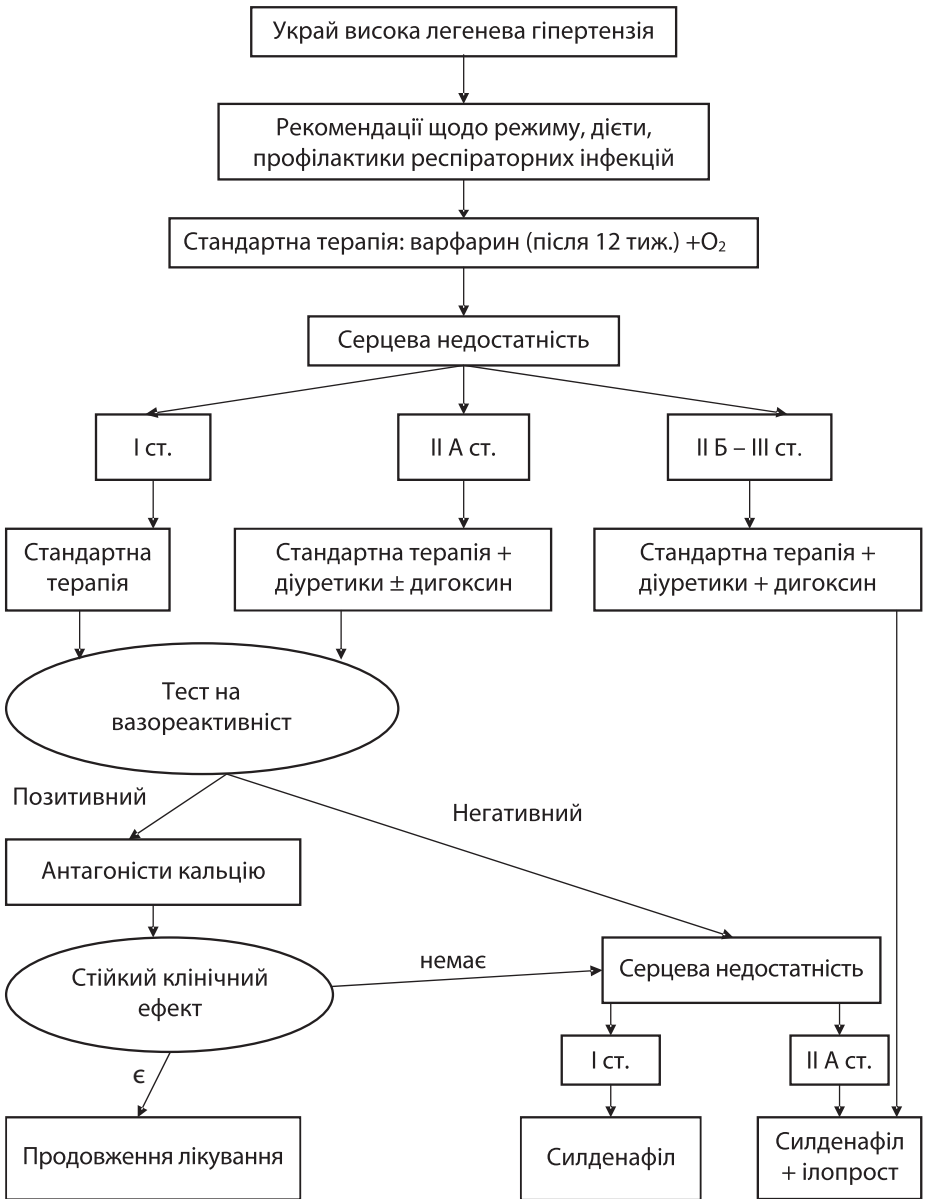 Украй висока легенева гіпертензія
Рекомендації щодо режиму, дієти,
профілактики респіраторних інфекцій
Стандартна терапія: варфарин (після 12 тиж.) +O₂
Серцева недостатність
I ст.
II А ст.
II Б – III ст.
Стандартна
терапія
Стандартна терапія +
діуретики ± дигоксин
Стандартна терапія +
діуретики + дигоксин
Тест на
вазореактивніст
Позитивний
Негативний
Антагоністи кальцію
Стійкий клінічний
ефект
немає
Серцева недостатність
є
I ст.
II А ст.
Продовження лікування
Силденафіл
Силденафіл
+ ілопрост